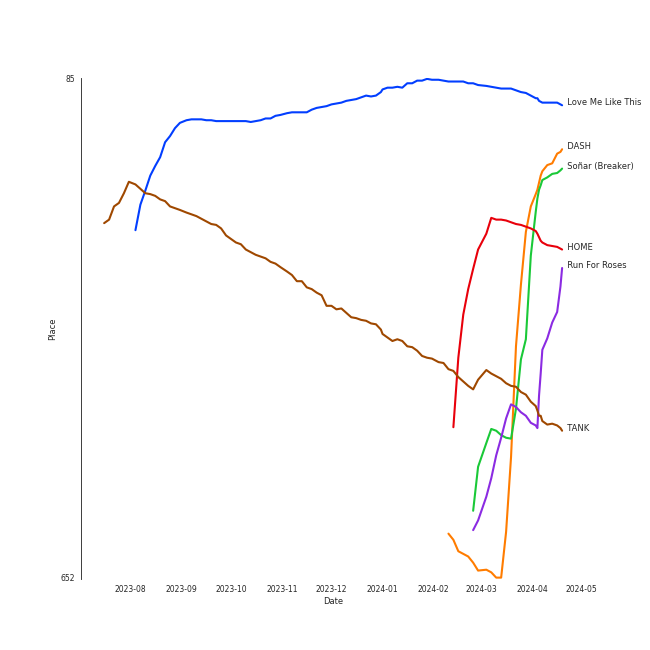 85
Love Me Like This
DASH
Soñar (Breaker)
HOME
Run For Roses
Place
TANK
652
2023-08 2023-09 2023-10 2023-11 2023-12 2024-01 2024-02 2024-03 2024-04 2024-05
Date